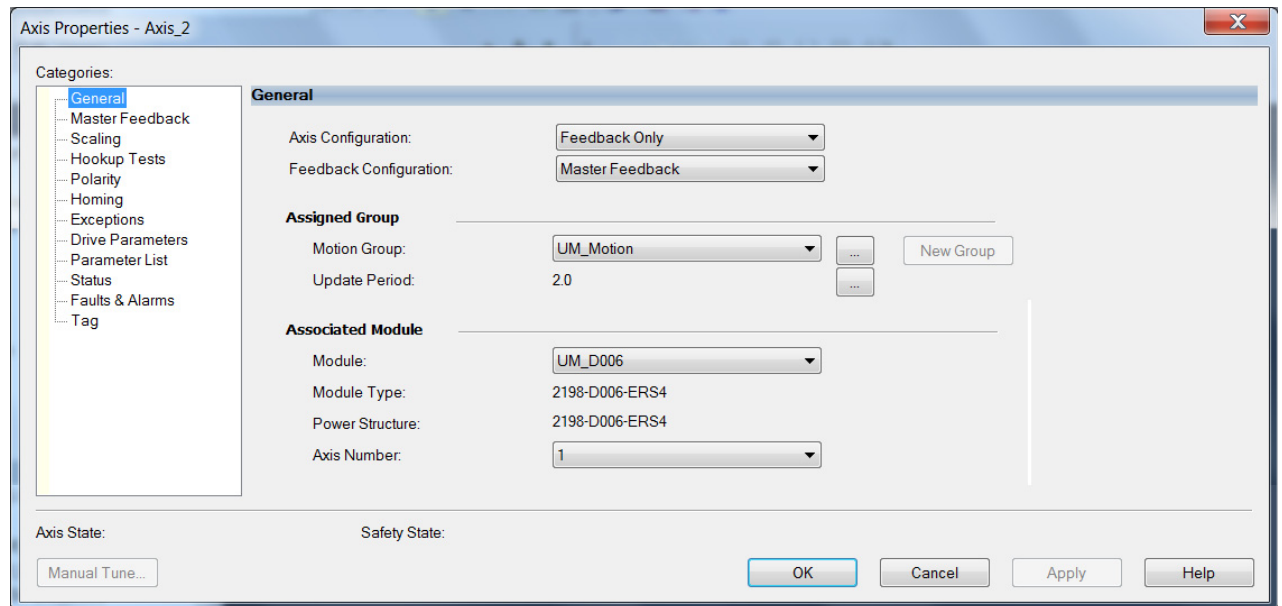 Axis Properties - Axis_2
X
Categories:
General
Master Feedback
Scaling
Hookup Tests
Polarity
Homing
Exceptions
Drive Parameters
Parameter List
Status
Faults & Alarms
Tag
General
Axis Configuration: Feedback Only
Feedback Configuration: Master Feedback
Assigned Group
Motion Group: UM_Motion ... New Group
Update Period: 2.0 ...
Associated Module
Module: UM_D006
Module Type: 2198-D006-ERS4
Power Structure: 2198-D006-ERS4
Axis Number: 1
Axis State: Safety State:
Manual Tune... OK Cancel Apply Help